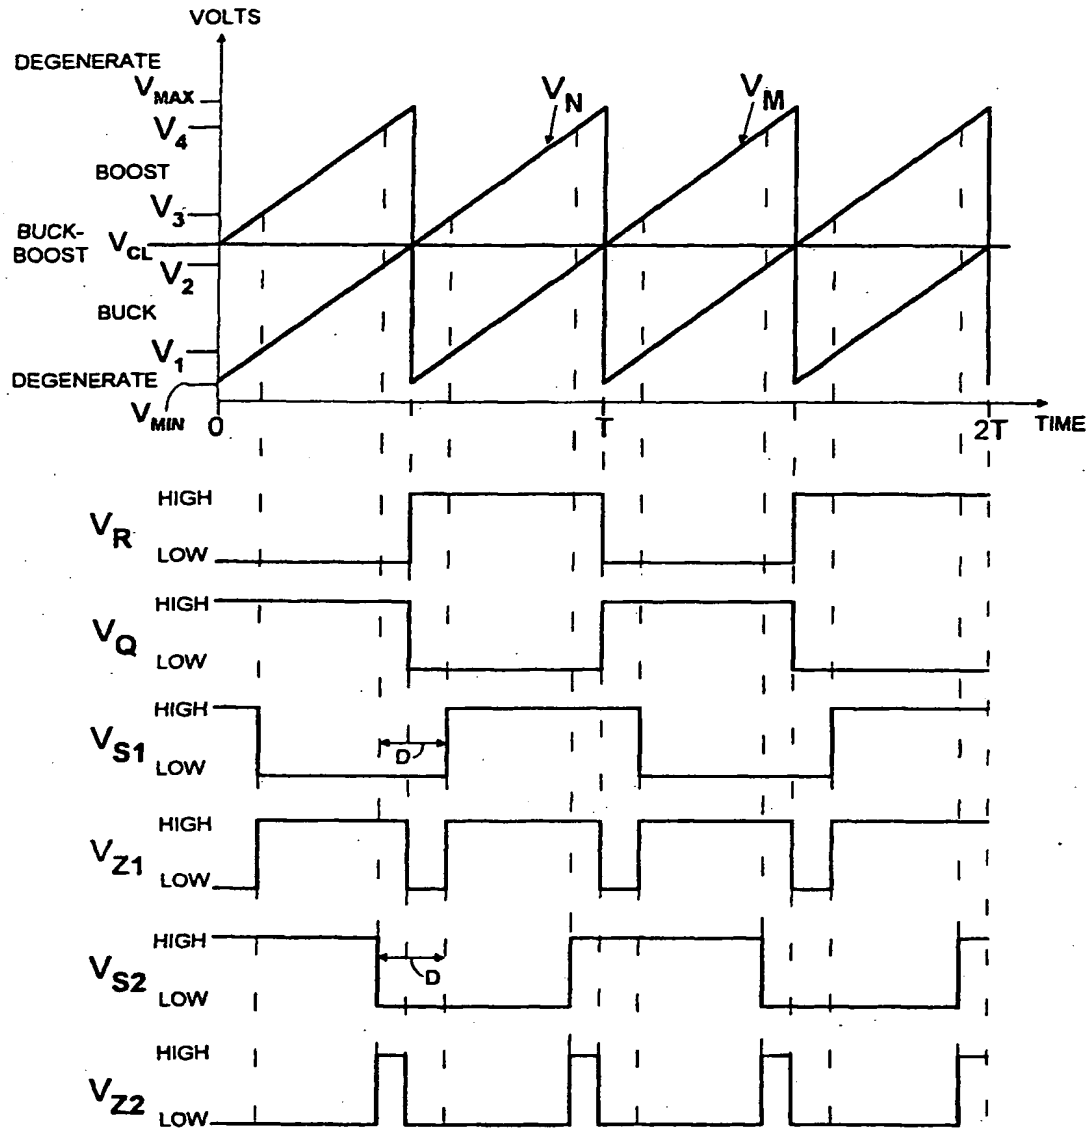 VOLTS
DEGENERATE
VMAX
V4
BOOST
V3
BUCK-
BOOST
VCL
V2
BUCK
V1
DEGENERATE
VMIN
VN
VM
0
T
2T
TIME
VR
HIGH
LOW
VQ
HIGH
LOW
VS1
HIGH
LOW
D
VZ1
HIGH
LOW
VS2
HIGH
LOW
D
VZ2
HIGH
LOW